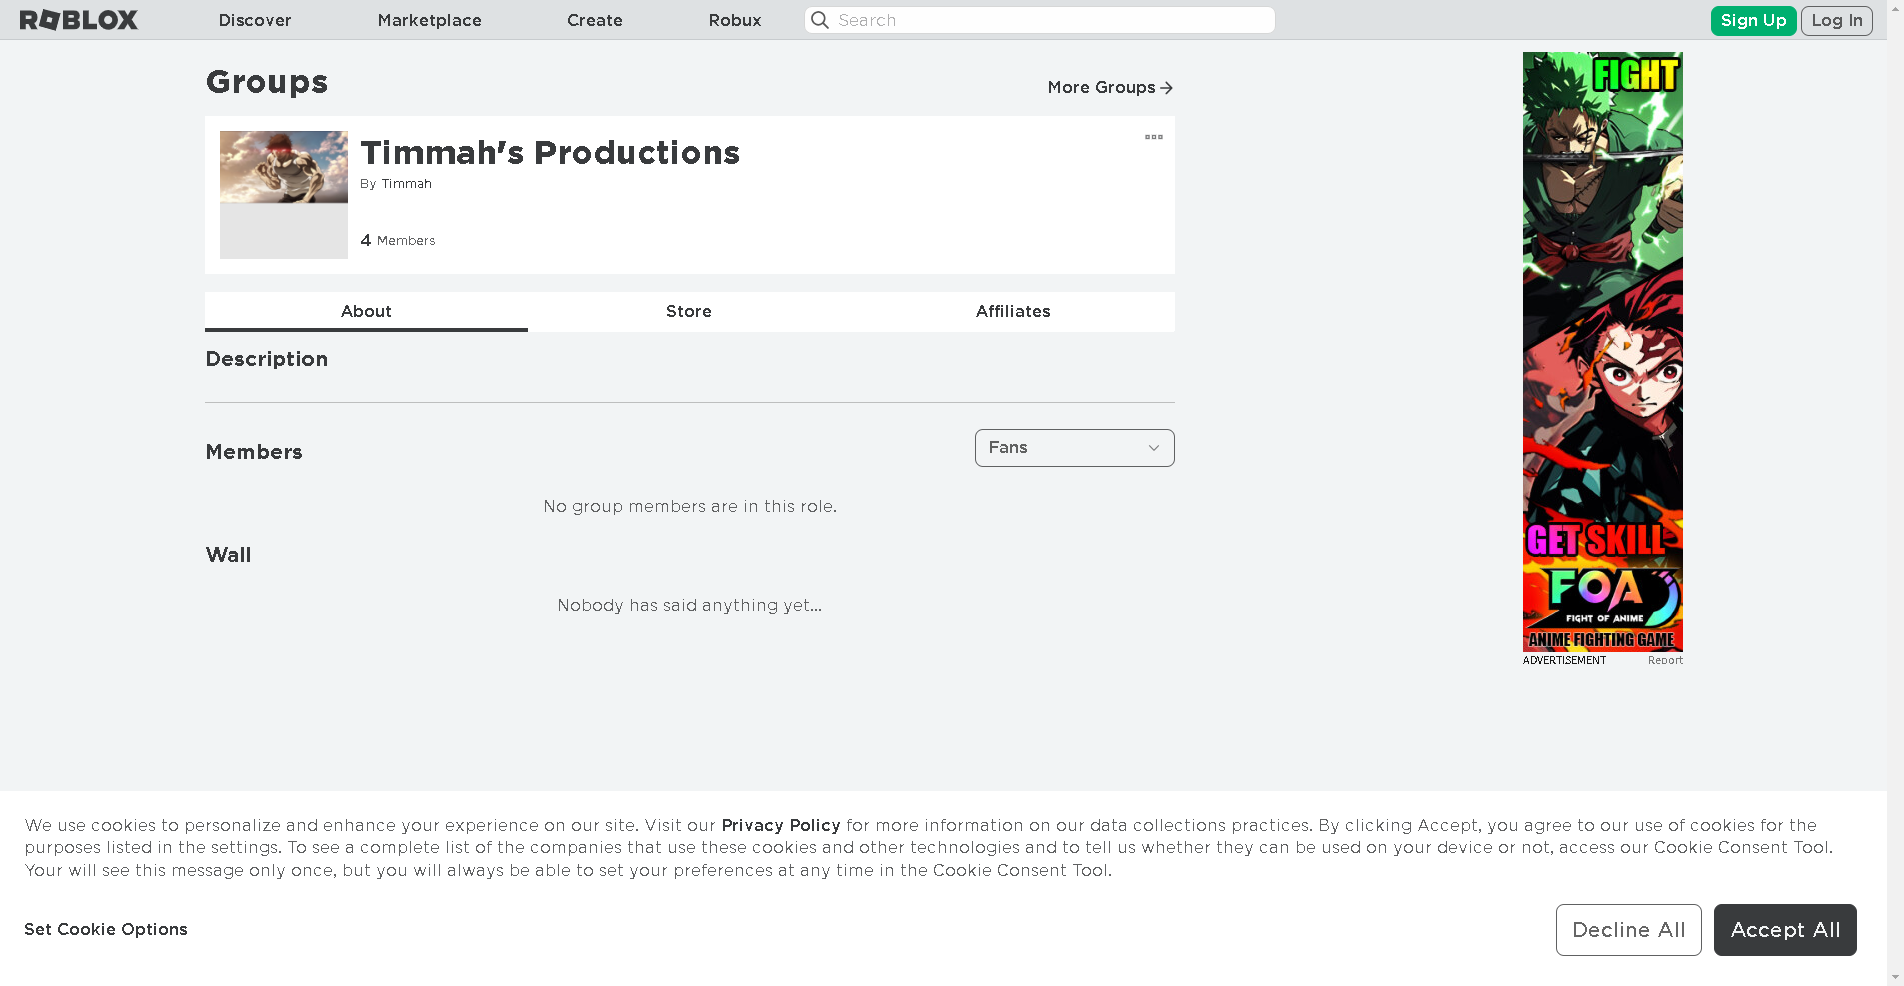 ROBLOX
Discover
Marketplace
Create
Robux
Search
Sign Up
Log In
Groups
More Groups
Timmah's Productions
By Timmah
4 Members
About
Store
Affiliates
Description
Members
Fans
No group members are in this role.
Wall
Nobody has said anything yet...
FIGHT
GET SKILL
FOA
FIGHT OF ANIME
ANIME FIGHTING GAME
ADVERTISEMENT
Report
We use cookies to personalize and enhance your experience on our site. Visit our Privacy Policy for more information on our data collections practices. By clicking Accept, you agree to our use of cookies for the
purposes listed in the settings. To see a complete list of the companies that use these cookies and other technologies and to tell us whether they can be used on your device or not, access our Cookie Consent Tool.
Your will see this message only once, but you will always be able to set your preferences at any time in the Cookie Consent Tool.
Set Cookie Options
Decline All
Accept All